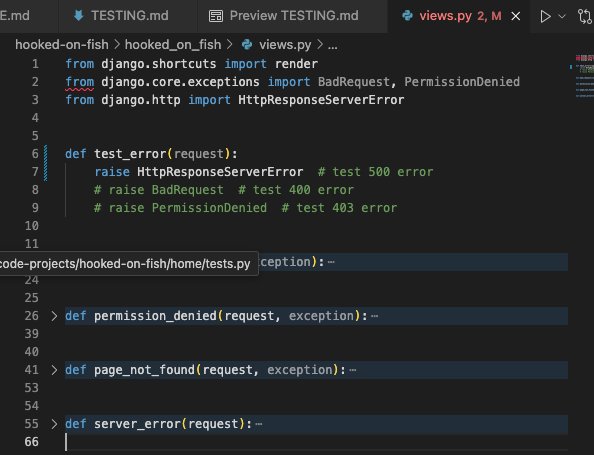 E.md TESTING.md Preview TESTING.md views.py 2, M
hooked-on-fish > hooked_on_fish > views.py > ...
1 from django.shortcuts import render
2 from django.core.exceptions import BadRequest, PermissionDenied
3 from django.http import HttpResponseServerError
4
5
6 def test_error(request):
7 raise HttpResponseServerError # test 500 error
8 # raise BadRequest # test 400 error
9 # raise PermissionDenied # test 403 error
10
11
code-projects/hooked-on-fish/home/tests.py ception):
24
25
26 def permission_denied(request, exception):
39
40
41 def page_not_found(request, exception):
53
54
55 def server_error(request):
66